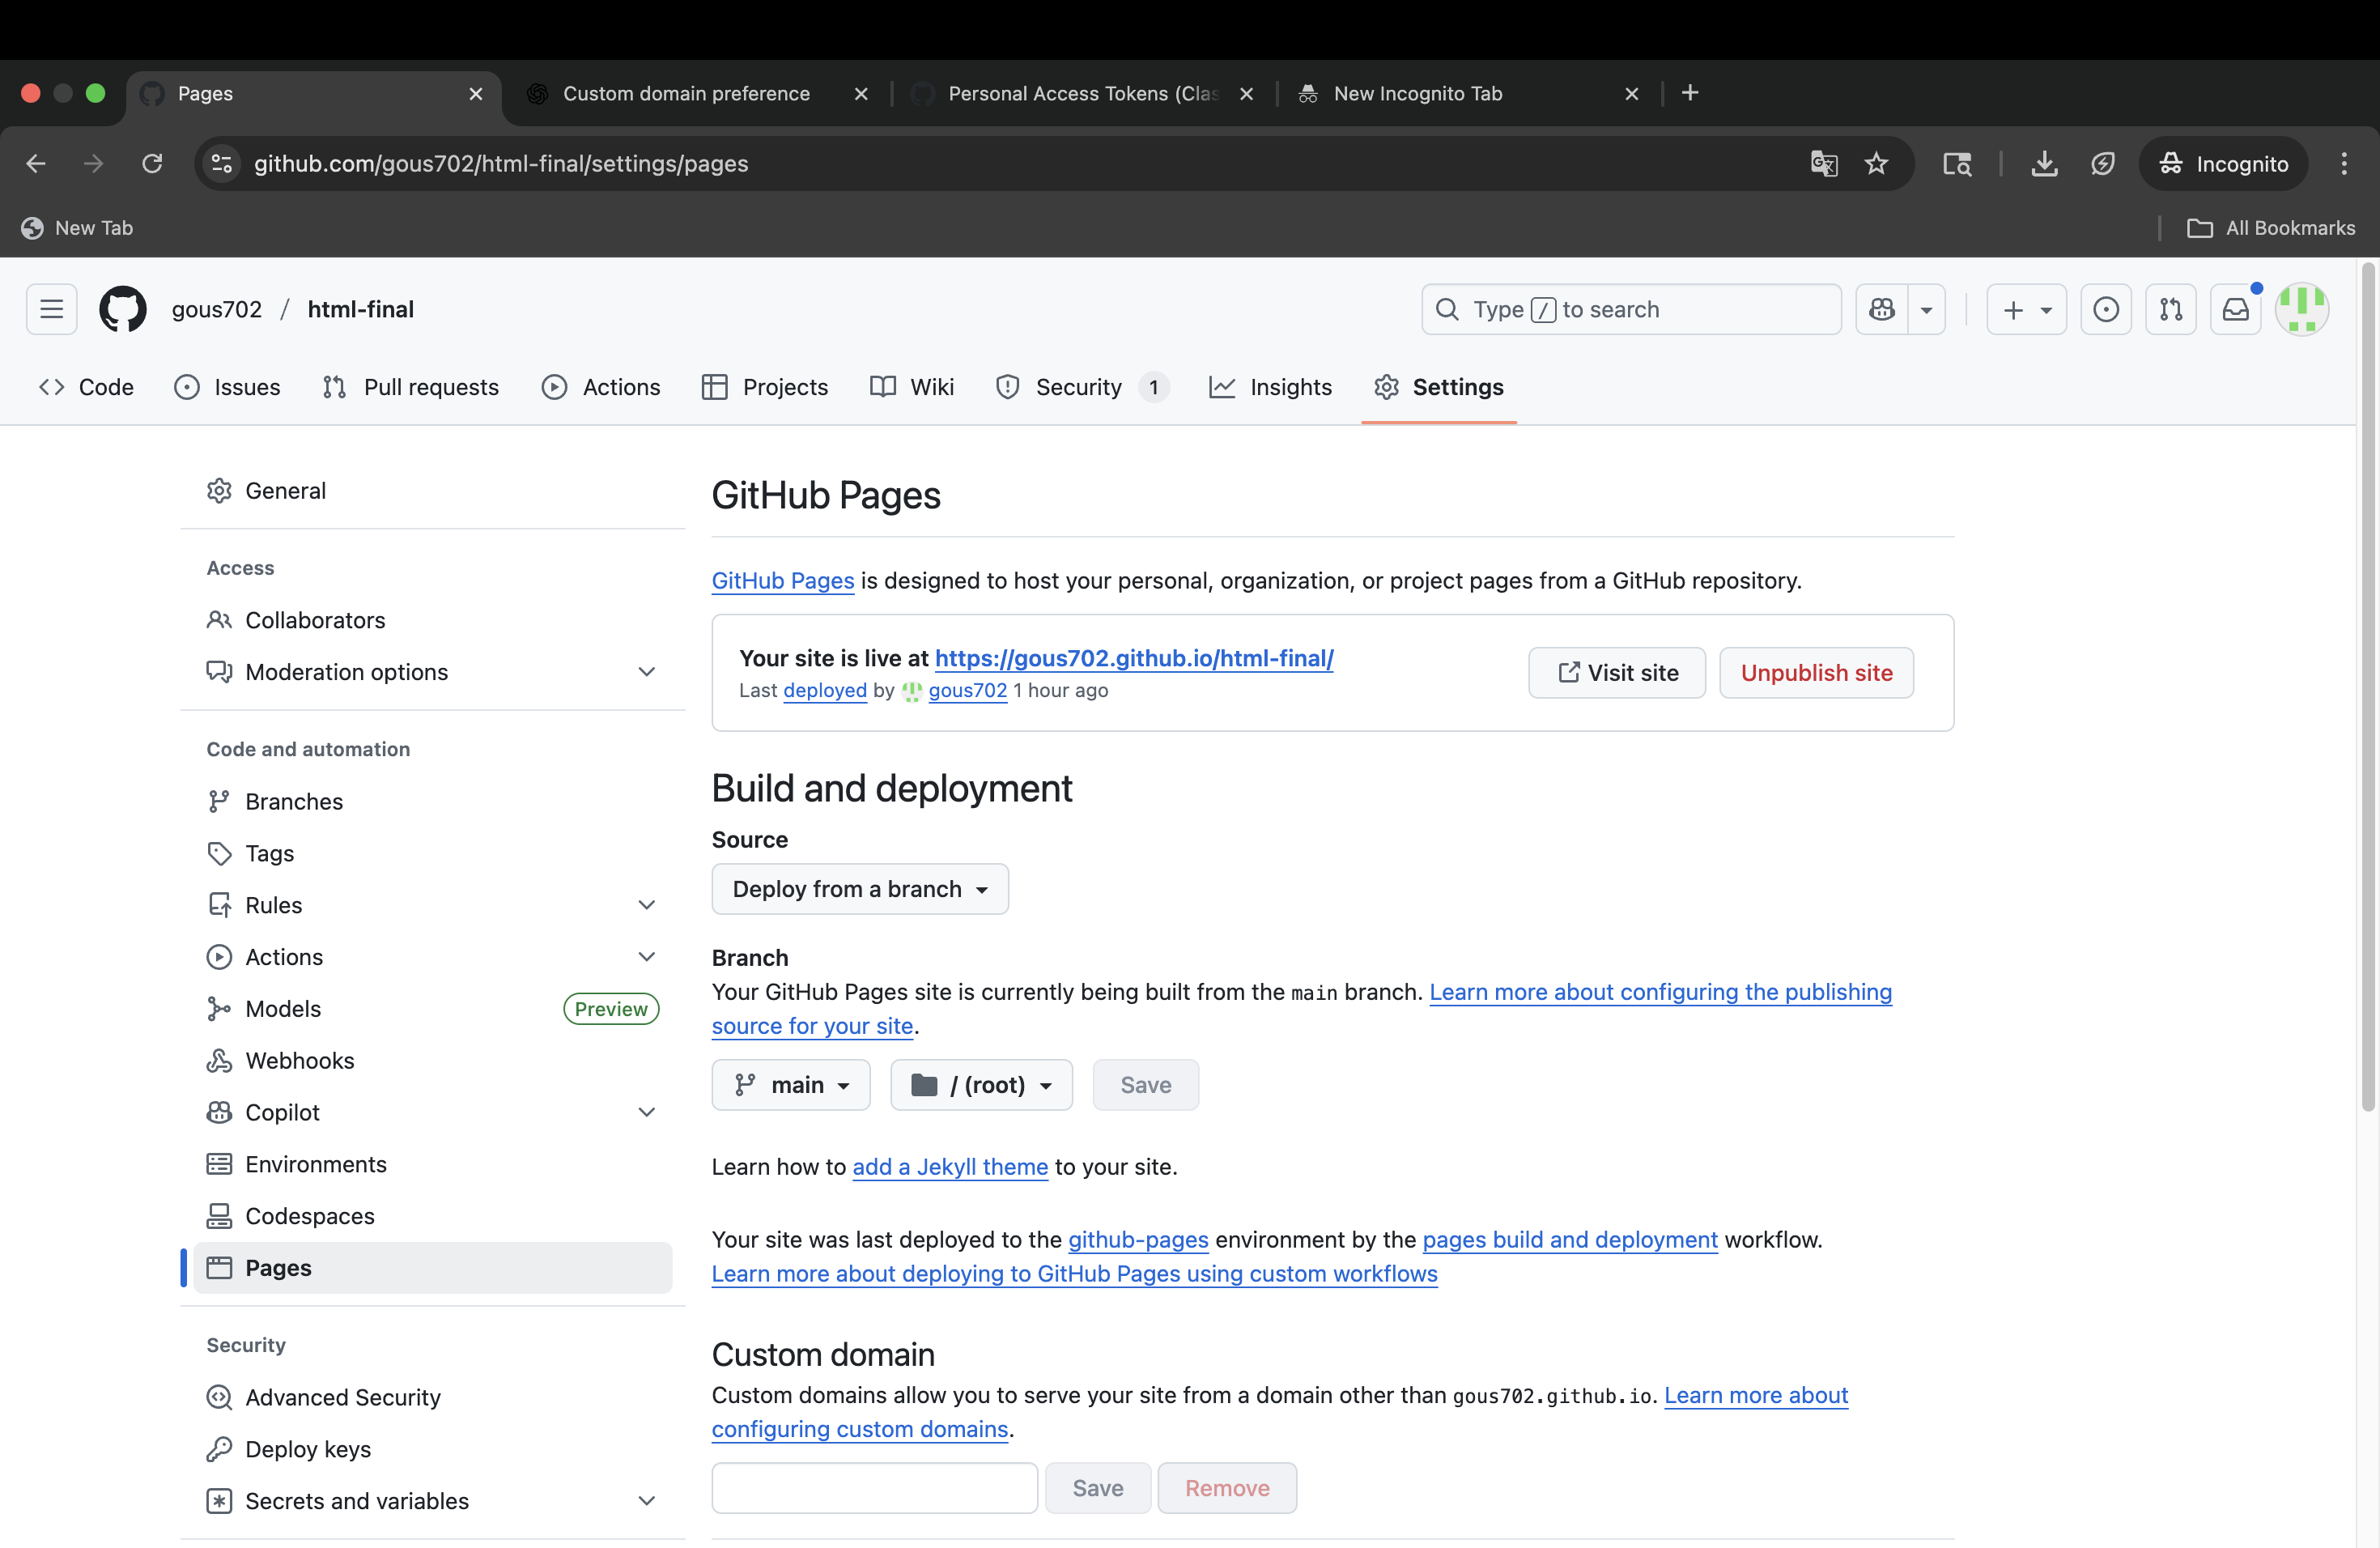 Pages
Custom domain preference
Personal Access Tokens (Clas
New Incognito Tab
github.com/gous702/html-final/settings/pages
Incognito
New Tab
All Bookmarks
gous702 / html-final
Type / to search
Code
Issues
Pull requests
Actions
Projects
Wiki
Security 1
Insights
Settings
General
Access
Collaborators
Moderation options
Code and automation
Branches
Tags
Rules
Actions
Models Preview
Webhooks
Copilot
Environments
Codespaces
Pages
Security
Advanced Security
Deploy keys
Secrets and variables
GitHub Pages
GitHub Pages is designed to host your personal, organization, or project pages from a GitHub repository.
Your site is live at https://gous702.github.io/html-final/
Last deployed by gous702 1 hour ago
Visit site
Unpublish site
Build and deployment
Source
Deploy from a branch
Branch
Your GitHub Pages site is currently being built from the main branch. Learn more about configuring the publishing
source for your site.
main
/ (root)
Save
Learn how to add a Jekyll theme to your site.
Your site was last deployed to the github-pages environment by the pages build and deployment workflow.
Learn more about deploying to GitHub Pages using custom workflows
Custom domain
Custom domains allow you to serve your site from a domain other than gous702.github.io. Learn more about
configuring custom domains.
Save
Remove